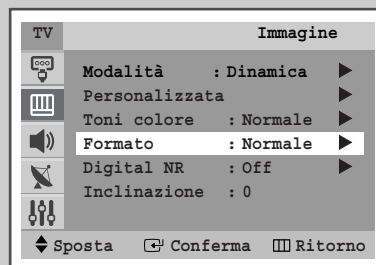 TV Immagine
Modalità : Dinamica
Personalizzata
Toni colore : Normale
Formato : Normale
Digital NR : Off
Inclinazione : 0
Sposta Conferma Ritorno